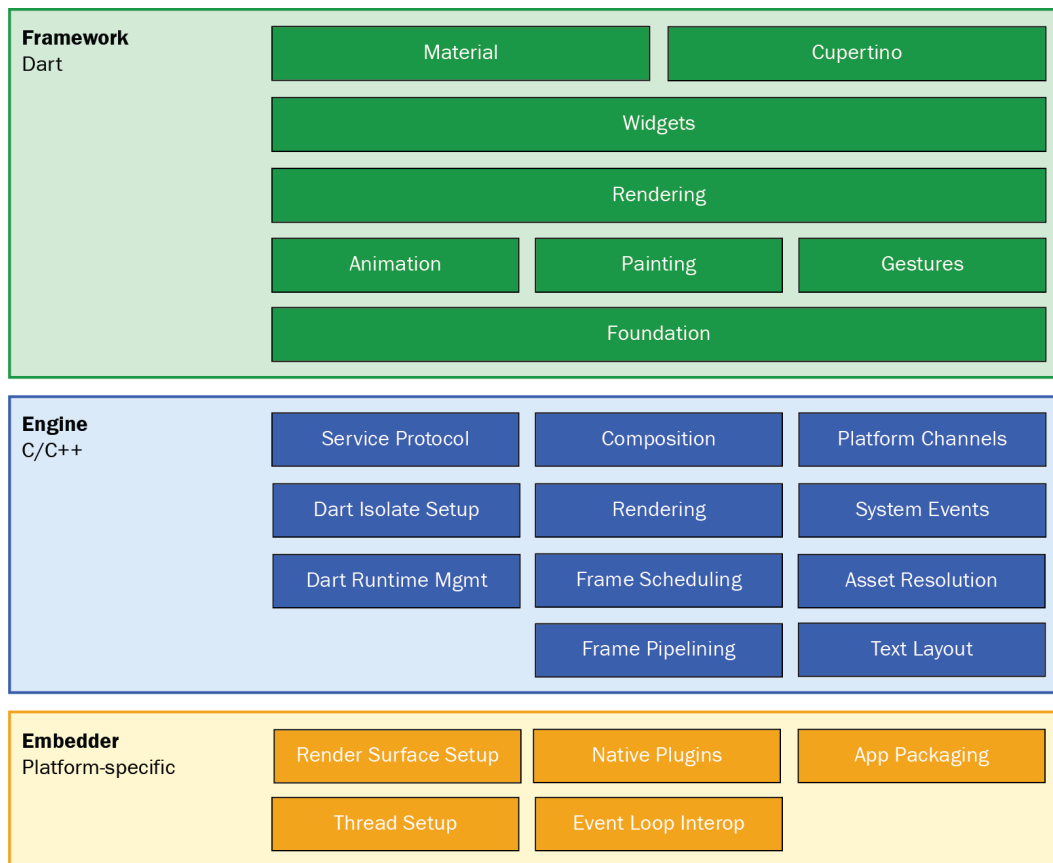 Framework
Dart
Material
Cupertino
Widgets
Rendering
Animation
Painting
Gestures
Foundation
Engine
C/C++
Service Protocol
Composition
Platform Channels
Dart Isolate Setup
Rendering
System Events
Dart Runtime Mgmt
Frame Scheduling
Asset Resolution
Frame Pipelining
Text Layout
Embedder
Platform-specific
Render Surface Setup
Native Plugins
App Packaging
Thread Setup
Event Loop Interop